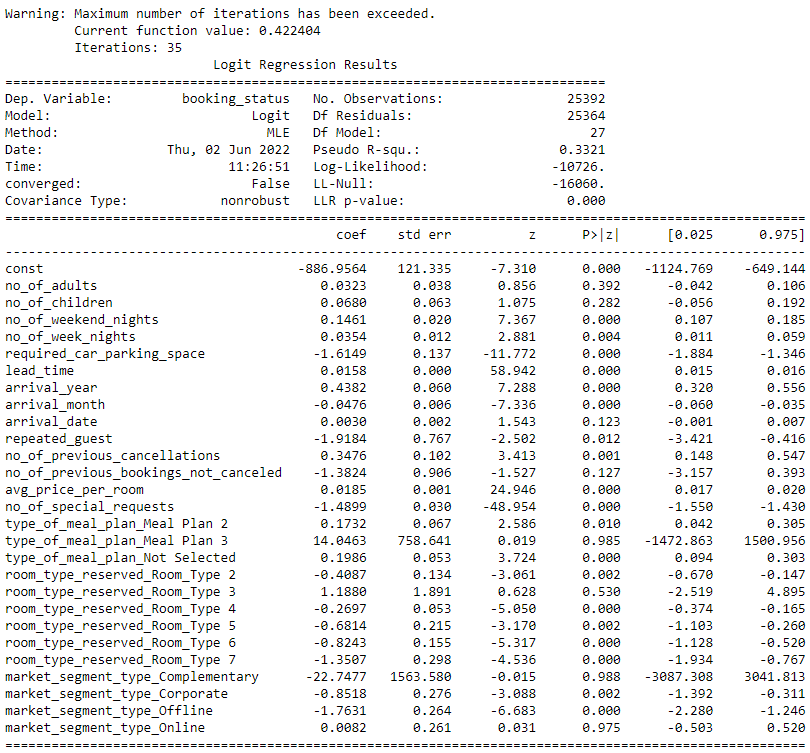 Warning: Maximum number of iterations has been exceeded.
         Current function value: 0.422404
         Iterations: 35
                           Logit Regression Results
==============================================================================
Dep. Variable:         booking_status   No. Observations:                25392
Model:                          Logit   Df Residuals:                    25364
Method:                           MLE   Df Model:                           27
Date:                Thu, 02 Jun 2022   Pseudo R-squ.:                  0.3321
Time:                        11:26:51   Log-Likelihood:                -10726.
converged:                      False   LL-Null:                       -16060.
Covariance Type:            nonrobust   LLR p-value:                     0.000
========================================================================================================
                                           coef    std err          z      P>|z|      [0.025      0.975]
--------------------------------------------------------------------------------------------------------
const                                 -886.9564    121.335     -7.310      0.000   -1124.769    -649.144
no_of_adults                             0.0323      0.038      0.856      0.392      -0.042       0.106
no_of_children                           0.0680      0.063      1.075      0.282      -0.056       0.192
no_of_weekend_nights                     0.1461      0.020      7.367      0.000       0.107       0.185
no_of_week_nights                        0.0354      0.012      2.881      0.004       0.011       0.059
required_car_parking_space              -1.6149      0.137    -11.772      0.000      -1.884      -1.346
lead_time                                0.0158      0.000     58.942      0.000       0.015       0.016
arrival_year                             0.4382      0.060      7.288      0.000       0.320       0.556
arrival_month                           -0.0476      0.006     -7.336      0.000      -0.060      -0.035
arrival_date                             0.0030      0.002      1.543      0.123      -0.001       0.007
repeated_guest                          -1.9184      0.767     -2.502      0.012      -3.421      -0.416
no_of_previous_cancellations             0.3476      0.102      3.413      0.001       0.148       0.547
no_of_previous_bookings_not_canceled    -1.3824      0.906     -1.527      0.127      -3.157       0.393
avg_price_per_room                       0.0185      0.001     24.946      0.000       0.017       0.020
no_of_special_requests                  -1.4899      0.030    -48.954      0.000      -1.550      -1.430
type_of_meal_plan_Meal Plan 2            0.1732      0.067      2.586      0.010       0.042       0.305
type_of_meal_plan_Meal Plan 3           14.0463    758.641      0.019      0.985   -1472.863    1500.956
type_of_meal_plan_Not Selected           0.1986      0.053      3.724      0.000       0.094       0.303
room_type_reserved_Room_Type 2          -0.4087      0.134     -3.061      0.002      -0.670      -0.147
room_type_reserved_Room_Type 3           1.1880      1.891      0.628      0.530      -2.519       4.895
room_type_reserved_Room_Type 4          -0.2697      0.053     -5.050      0.000      -0.374      -0.165
room_type_reserved_Room_Type 5          -0.6814      0.215     -3.170      0.002      -1.103      -0.260
room_type_reserved_Room_Type 6          -0.8243      0.155     -5.317      0.000      -1.128      -0.520
room_type_reserved_Room_Type 7          -1.3507      0.298     -4.536      0.000      -1.934      -0.767
market_segment_type_Complementary      -22.7477   1563.580     -0.015      0.988   -3087.308    3041.813
market_segment_type_Corporate           -0.8518      0.276     -3.088      0.002      -1.392      -0.311
market_segment_type_Offline             -1.7631      0.264     -6.683      0.000      -2.280      -1.246
market_segment_type_Online               0.0082      0.261      0.031      0.975      -0.503       0.520
========================================================================================================